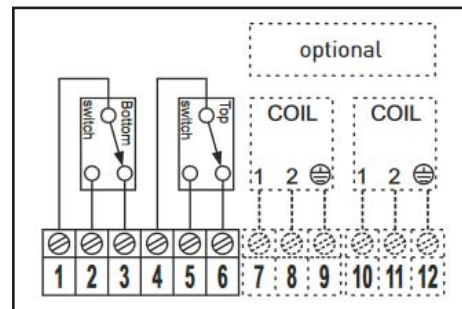 optional
Bottom
switch
Top
switch
COIL COIL
1 2 1 2
1 2 3 4 5 6 7 8 9 10 11 12